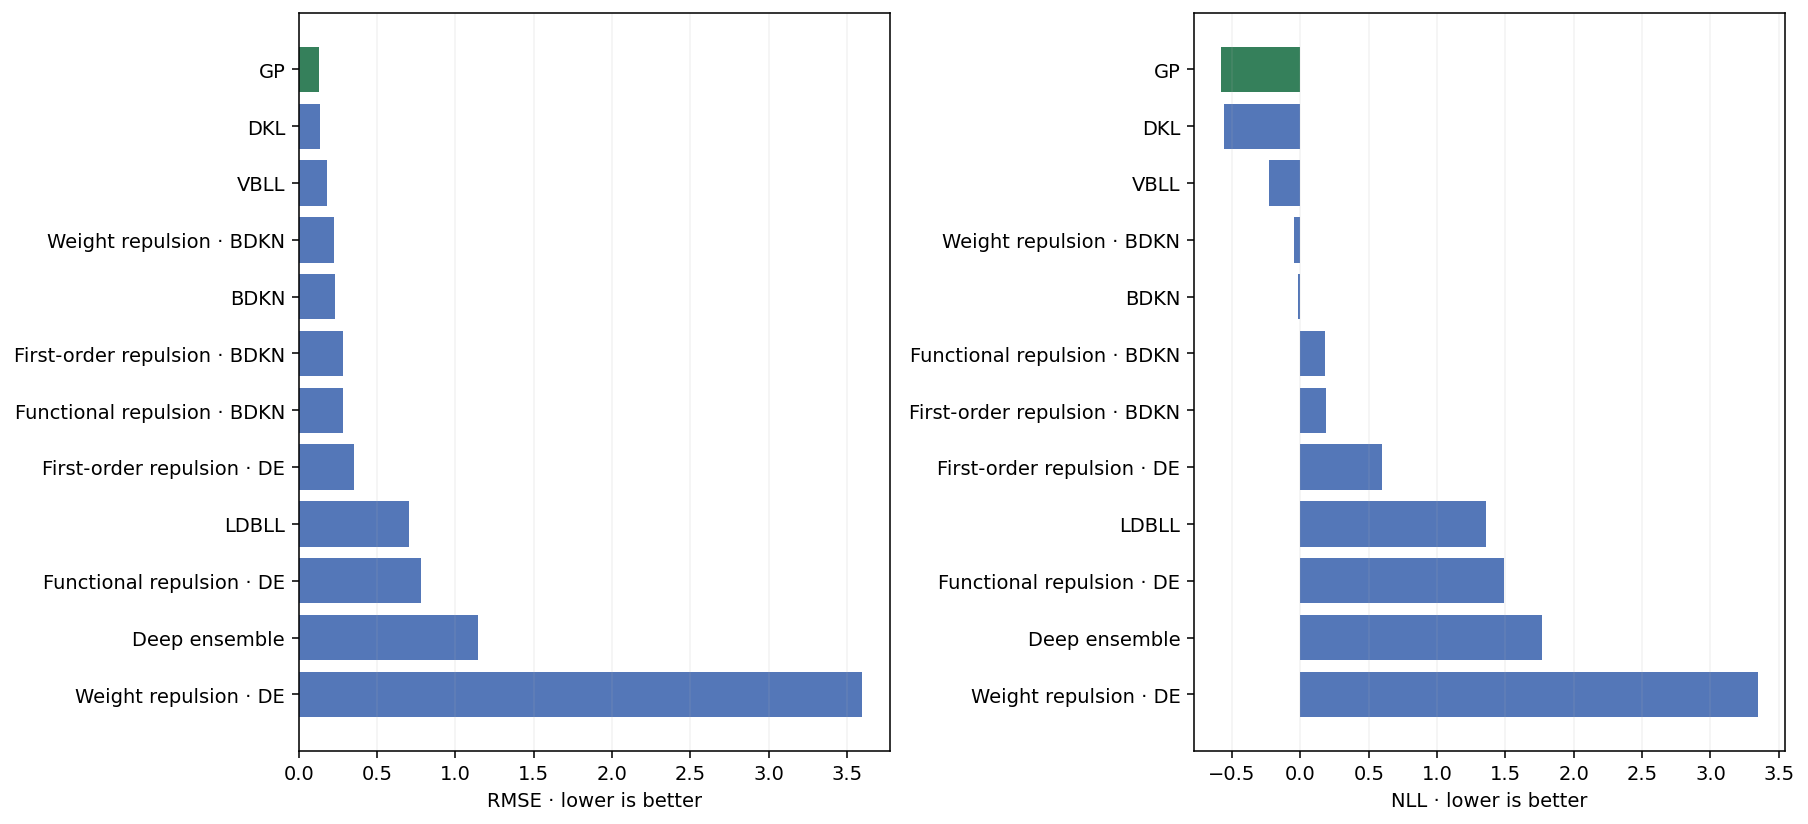 GP
DKL
VBLL
Weight repulsion · BDKN
BDKN
First-order repulsion · BDKN
Functional repulsion · BDKN
First-order repulsion · DE
LDBLL
Functional repulsion · DE
Deep ensemble
Weight repulsion · DE
0.0 0.5 1.0 1.5 2.0 2.5 3.0 3.5
RMSE · lower is better
GP
DKL
VBLL
Weight repulsion · BDKN
BDKN
Functional repulsion · BDKN
First-order repulsion · BDKN
First-order repulsion · DE
LDBLL
Functional repulsion · DE
Deep ensemble
Weight repulsion · DE
−0.5 0.0 0.5 1.0 1.5 2.0 2.5 3.0 3.5
NLL · lower is better